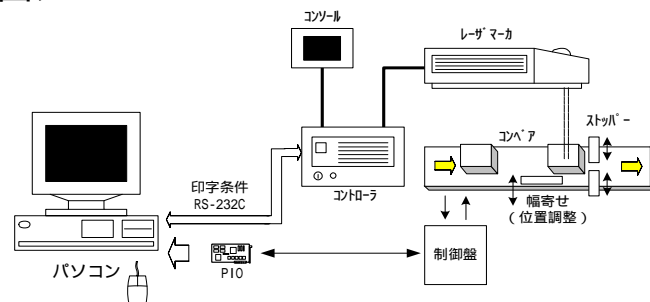 コンソール
レーザマーカ
ストッパー
コンベア
印字条件
RS-232C
コントローラ
幅寄せ
(位置調整)
制御盤
パソコン
PIO